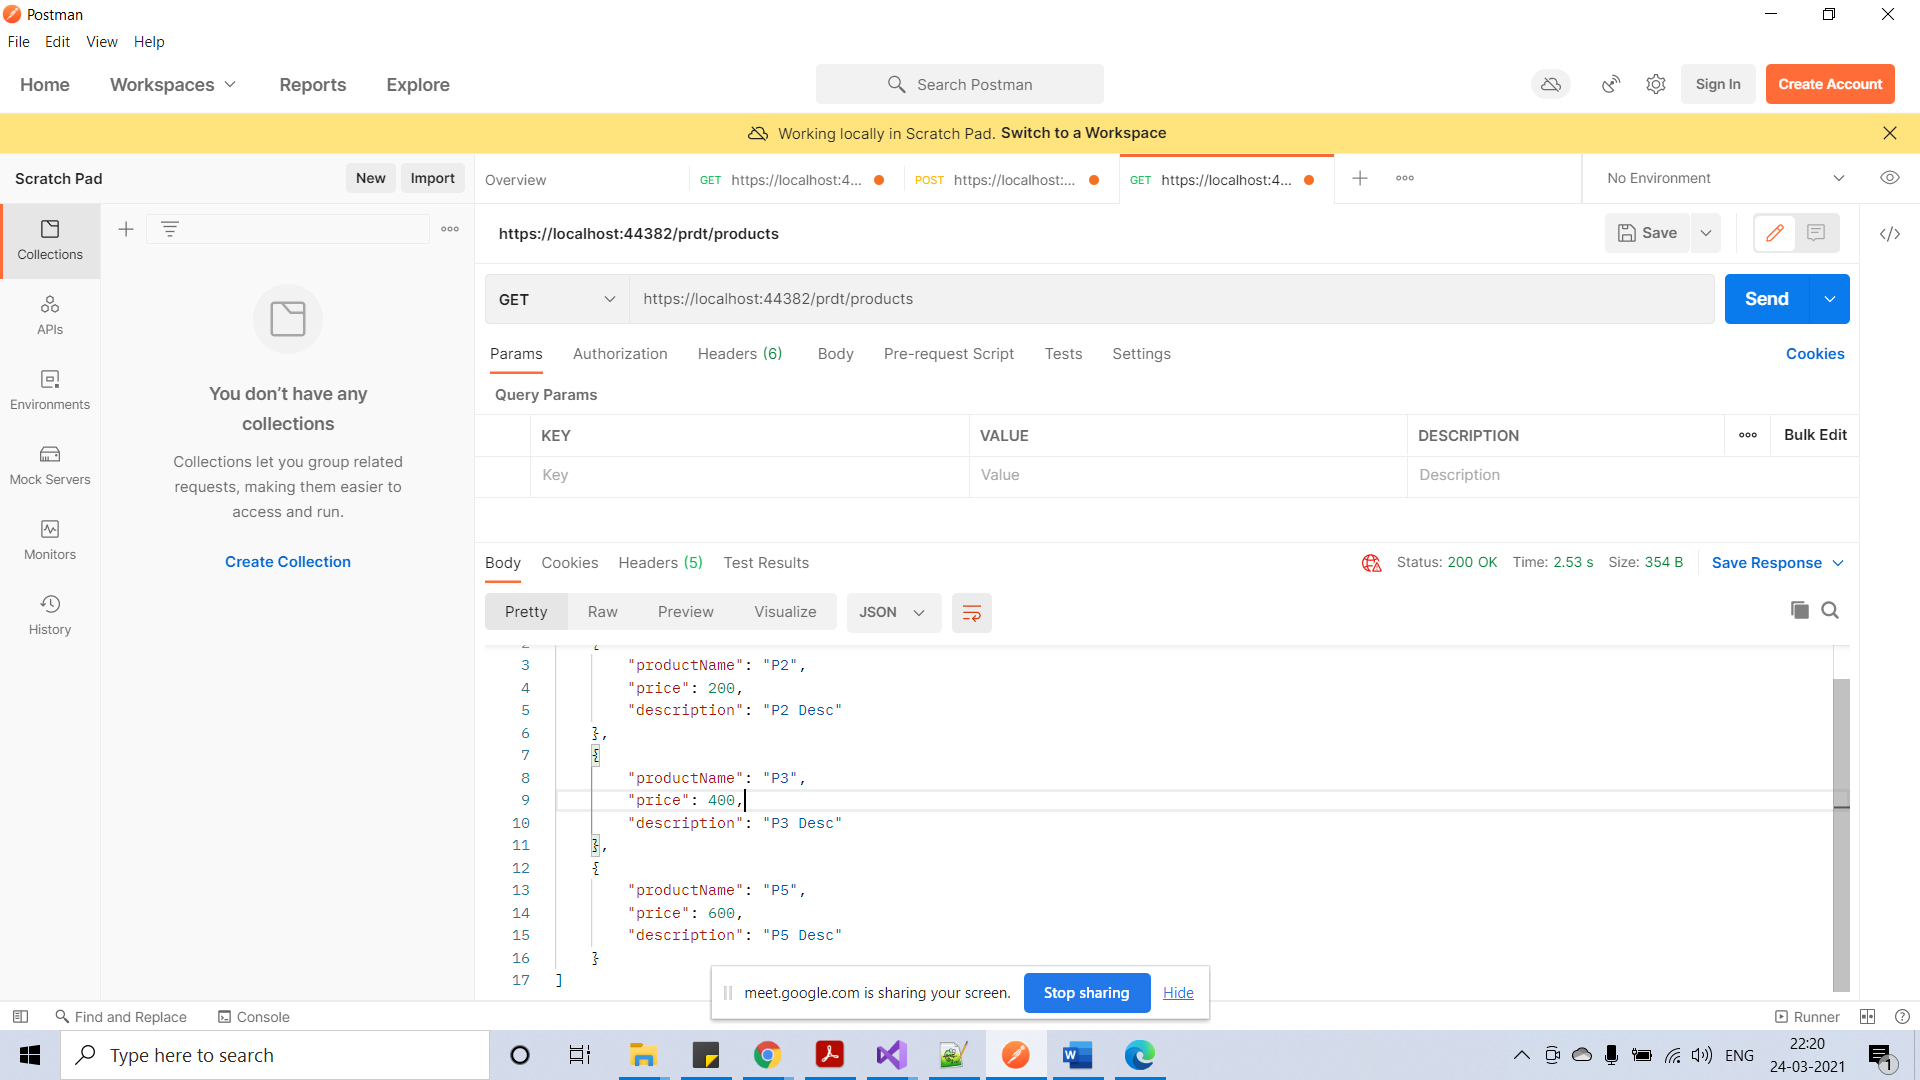 Postman
File Edit View Help
Home Workspaces Reports Explore Search Postman Sign In Create Account
Working locally in Scratch Pad. Switch to a Workspace
Scratch Pad New Import Overview GET https://localhost:4... POST https://localhost:... GET https://localhost:4... No Environment
Collections
https://localhost:44382/prdt/products Save
GET https://localhost:44382/prdt/products Send
APIs
Params Authorization Headers (6) Body Pre-request Script Tests Settings Cookies
Environments
You don't have any
collections
Query Params
KEY VALUE DESCRIPTION Bulk Edit
Key Value Description
Collections let you group related
requests, making them easier to
access and run.
Mock Servers
Monitors
Create Collection
History
Body Cookies Headers (5) Test Results Status: 200 OK Time: 2.53 s Size: 354 B Save Response
Pretty Raw Preview Visualize JSON
2 {
3 "productName": "P2",
4 "price": 200,
5 "description": "P2 Desc"
6 },
7 {
8 "productName": "P3",
9 "price": 400,
10 "description": "P3 Desc"
11 },
12 {
13 "productName": "P5",
14 "price": 600,
15 "description": "P5 Desc"
16 }
17 ]
meet.google.com is sharing your screen. Stop sharing Hide
Find and Replace Console Runner
Type here to search ENG 22:20
24-03-2021 1